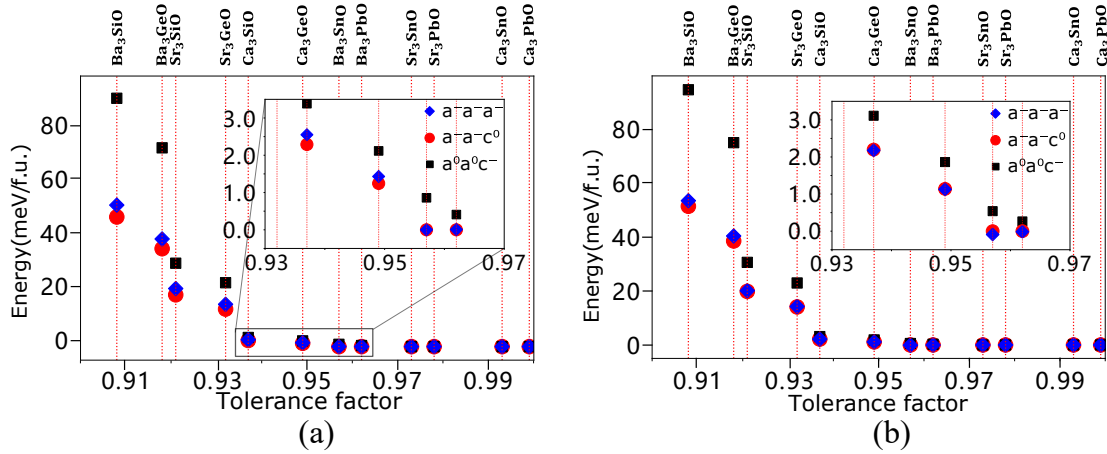 Ba₃SiO
Ba₃GeO
Sr₃SiO
Sr₃GeO
Ca₃SiO
Ca₃GeO
Ba₃SnO
Ba₃PbO
Sr₃SnO
Sr₃PbO
Ca₃SnO
Ca₃PbO
Energy(meV/f.u.)
80
60
40
20
0
3.0
2.0
1.0
0.0
0.93
0.95
0.97
a⁻a⁻a⁻
a⁻a⁻c⁰
a⁰a⁰c⁻
0.91
0.93
0.95
0.97
0.99
Tolerance factor
(a)
Ba₃SiO
Ba₃GeO
Sr₃SiO
Sr₃GeO
Ca₃SiO
Ca₃GeO
Ba₃SnO
Ba₃PbO
Sr₃SnO
Sr₃PbO
Ca₃SnO
Ca₃PbO
Energy(meV/f.u.)
80
60
40
20
0
3.0
2.0
1.0
0.0
0.93
0.95
0.97
a⁻a⁻a⁻
a⁻a⁻c⁰
a⁰a⁰c⁻
0.91
0.93
0.95
0.97
0.99
Tolerance factor
(b)